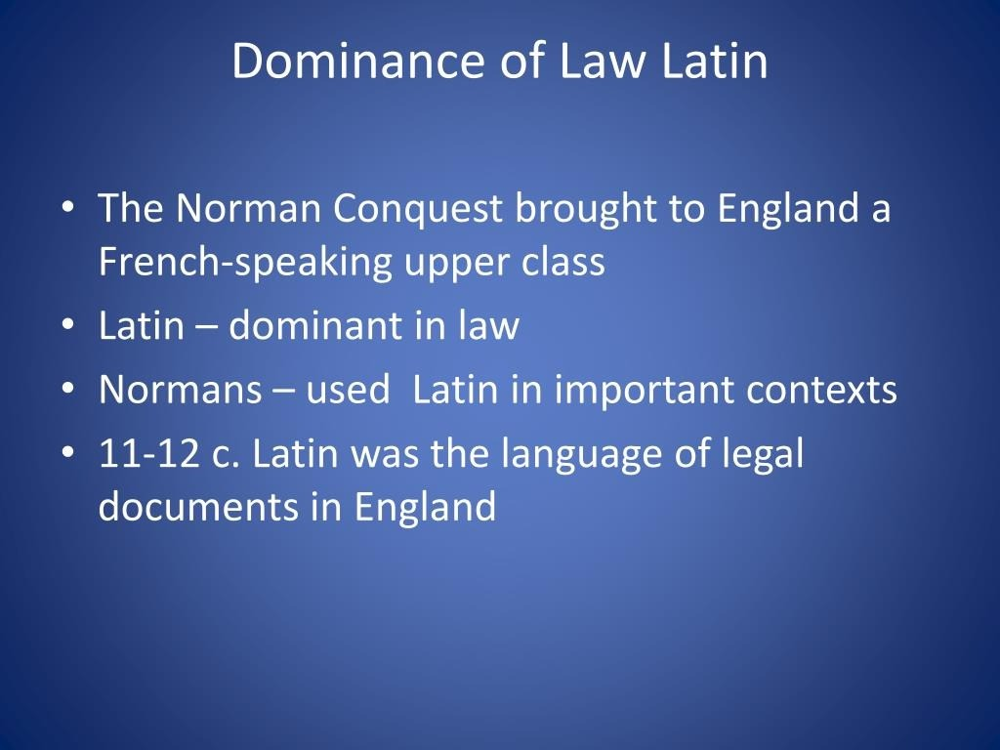 Dominance of Law Latin
• The Norman Conquest brought to England a
French-speaking upper class
• Latin – dominant in law
• Normans – used  Latin in important contexts
• 11-12 c. Latin was the language of legal
documents in England